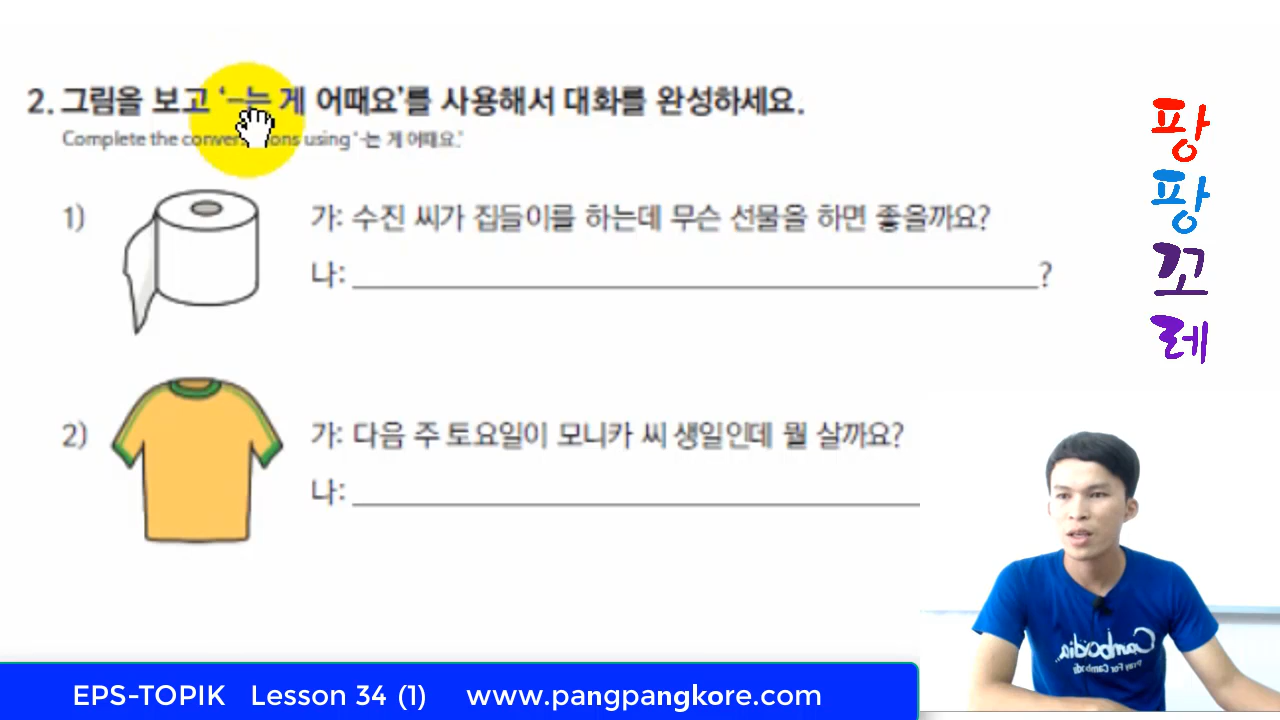 2. 그림을 보고 '-는 게 어때요'를 사용해서 대화를 완성하세요.
Complete the conver ons using '-는 게 어때요.'
1)
가: 수진 씨가 집들이를 하는데 무슨 선물을 하면 좋을까요?
나: ?
2)
가: 다음 주 토요일이 모니카 씨 생일인데 뭘 살까요?
나:
팡
팡
꼬
레
Cambodia
Pray For Cambodia
EPS-TOPIK Lesson 34 (1) www.pangpangkore.com